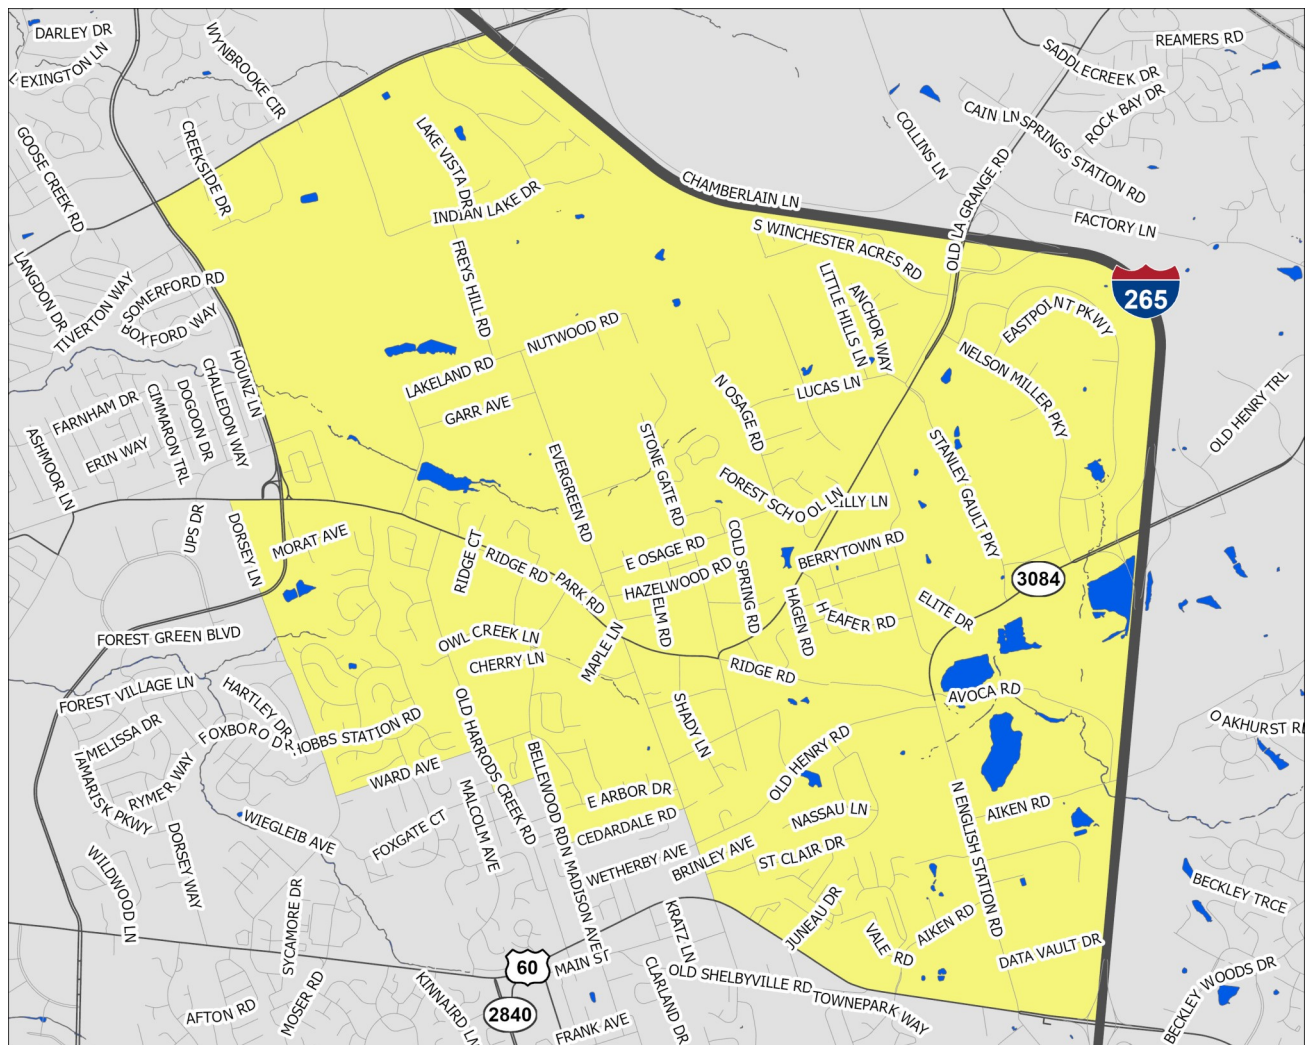 DARLEY DR
WYNBROOKE CIR
REAMERS RD
SADDLECREEK DR
EXINGTON LN
CAIN LN
ROCK BAY DR
COLLINS LN
SPRINGS STATION RD
GOOSE CREEK RD
CREEKSIDE DR
LAKE VISTA DR
CHAMBERLAIN LN
OLD LA GRANGE RD
INDIAN LAKE DR
FACTORY LN
S WINCHESTER ACRES RD
LANGDON DR
TIVERTON WAY
SOMERFORD RD
BOXFORD WAY
FREYS HILL RD
LITTLE HILLS LN
ANCHOR WAY
265
EASTPOINT PKWY
NUTWOOD RD
HOUNZ LN
LAKELAND RD
NELSON MILLER PKY
CHALLEDON WAY
DOGOON DR
CIMMARON TRL
FARNHAM DR
GARR AVE
N OSAGE RD
LUCAS LN
OLD HENRY TRL
ERIN WAY
ASHMOOR LN
EVERGREEN RD
STONE GATE RD
STANLEY GAULT PKY
FOREST SCHOOL LN
ILLY LN
UPS DR
DORSEY LN
MORAT AVE
RIDGE CT
RIDGE RD
E OSAGE RD
COLD SPRING RD
BERRYTOWN RD
PARK RD
HAZELWOOD RD
3084
ELM RD
HAGEN RD
HEAFER RD
ELITE DR
FOREST GREEN BLVD
OWL CREEK LN
CHERRY LN
MAPLE LN
RIDGE RD
FOREST VILLAGE LN
HARTLEY DR
AVOCA RD
MELISSA DR
FOXBORO DR
HOBBS STATION RD
OLD HARRODS CREEK RD
SHADY LN
OLD HENRY RD
OAKHURST RD
TAMARISK PKWY
RYMER WAY
WARD AVE
BELLEWOOD RD
E ARBOR DR
N ENGLISH STATION RD
AIKEN RD
MALCOLM AVE
CEDARDALE RD
NASSAU LN
WIEGLEIB AVE
FOXGATE CT
DORSEY WAY
WETHERBY AVE
BRINLEY AVE
ST CLAIR DR
WILDWOOD LN
N MADISON AVE
SYCAMORE DR
JUNEAU DR
AIKEN RD
BECKLEY TRCE
KRATZ LN
VALE RD
DATA VAULT DR
60
MAIN ST
OLD SHELBYVILLE RD
CLARLAND DR
TOWNEPARK WAY
BECKLEY WOODS DR
AFTON RD
MOSER RD
KINNAIRD LN
2840
FRANK AVE